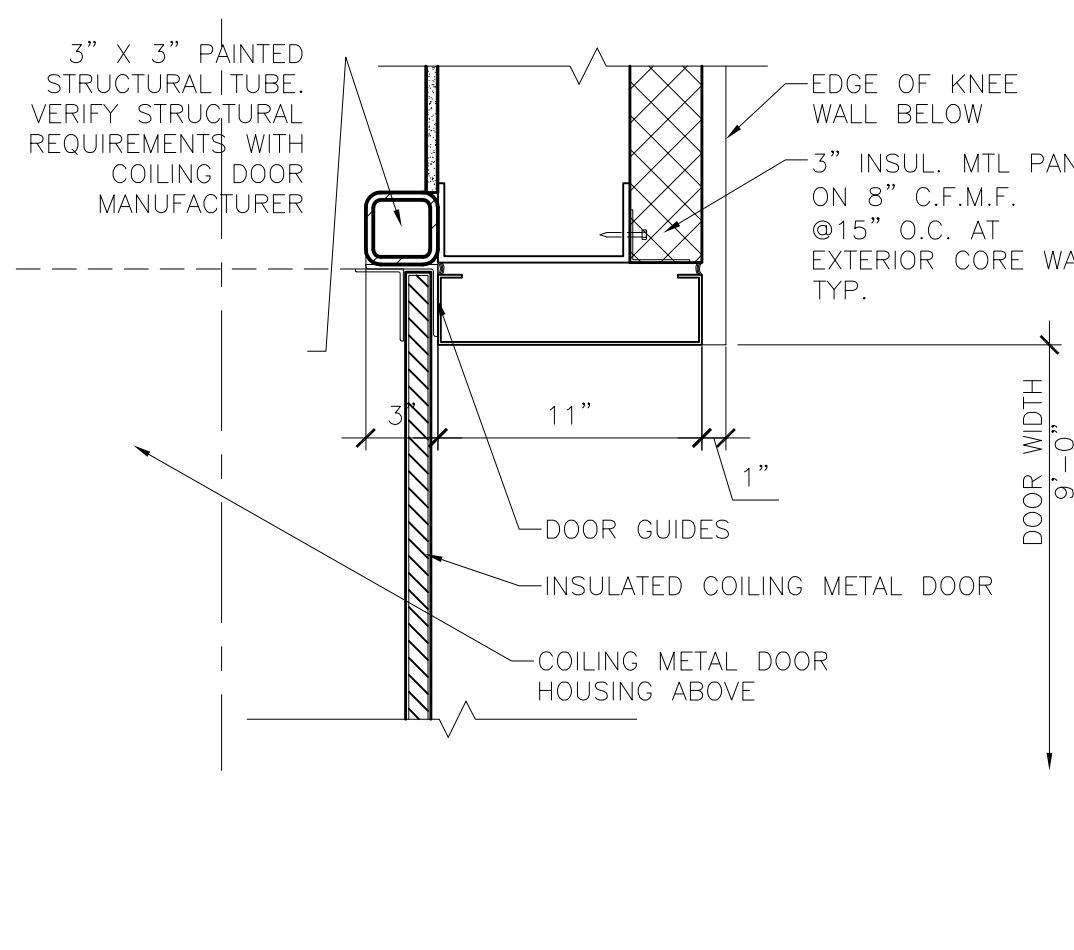 3” X 3” PAINTED
STRUCTURAL TUBE.
VERIFY STRUCTURAL
REQUIREMENTS WITH
COILING DOOR
MANUFACTURER
EDGE OF KNEE
WALL BELOW
3” INSUL. MTL PAN
ON 8” C.F.M.F.
@15” O.C. AT
EXTERIOR CORE WA
TYP.
3”
11”
1”
DOOR WIDTH
9’-0”
DOOR GUIDES
INSULATED COILING METAL DOOR
COILING METAL DOOR
HOUSING ABOVE